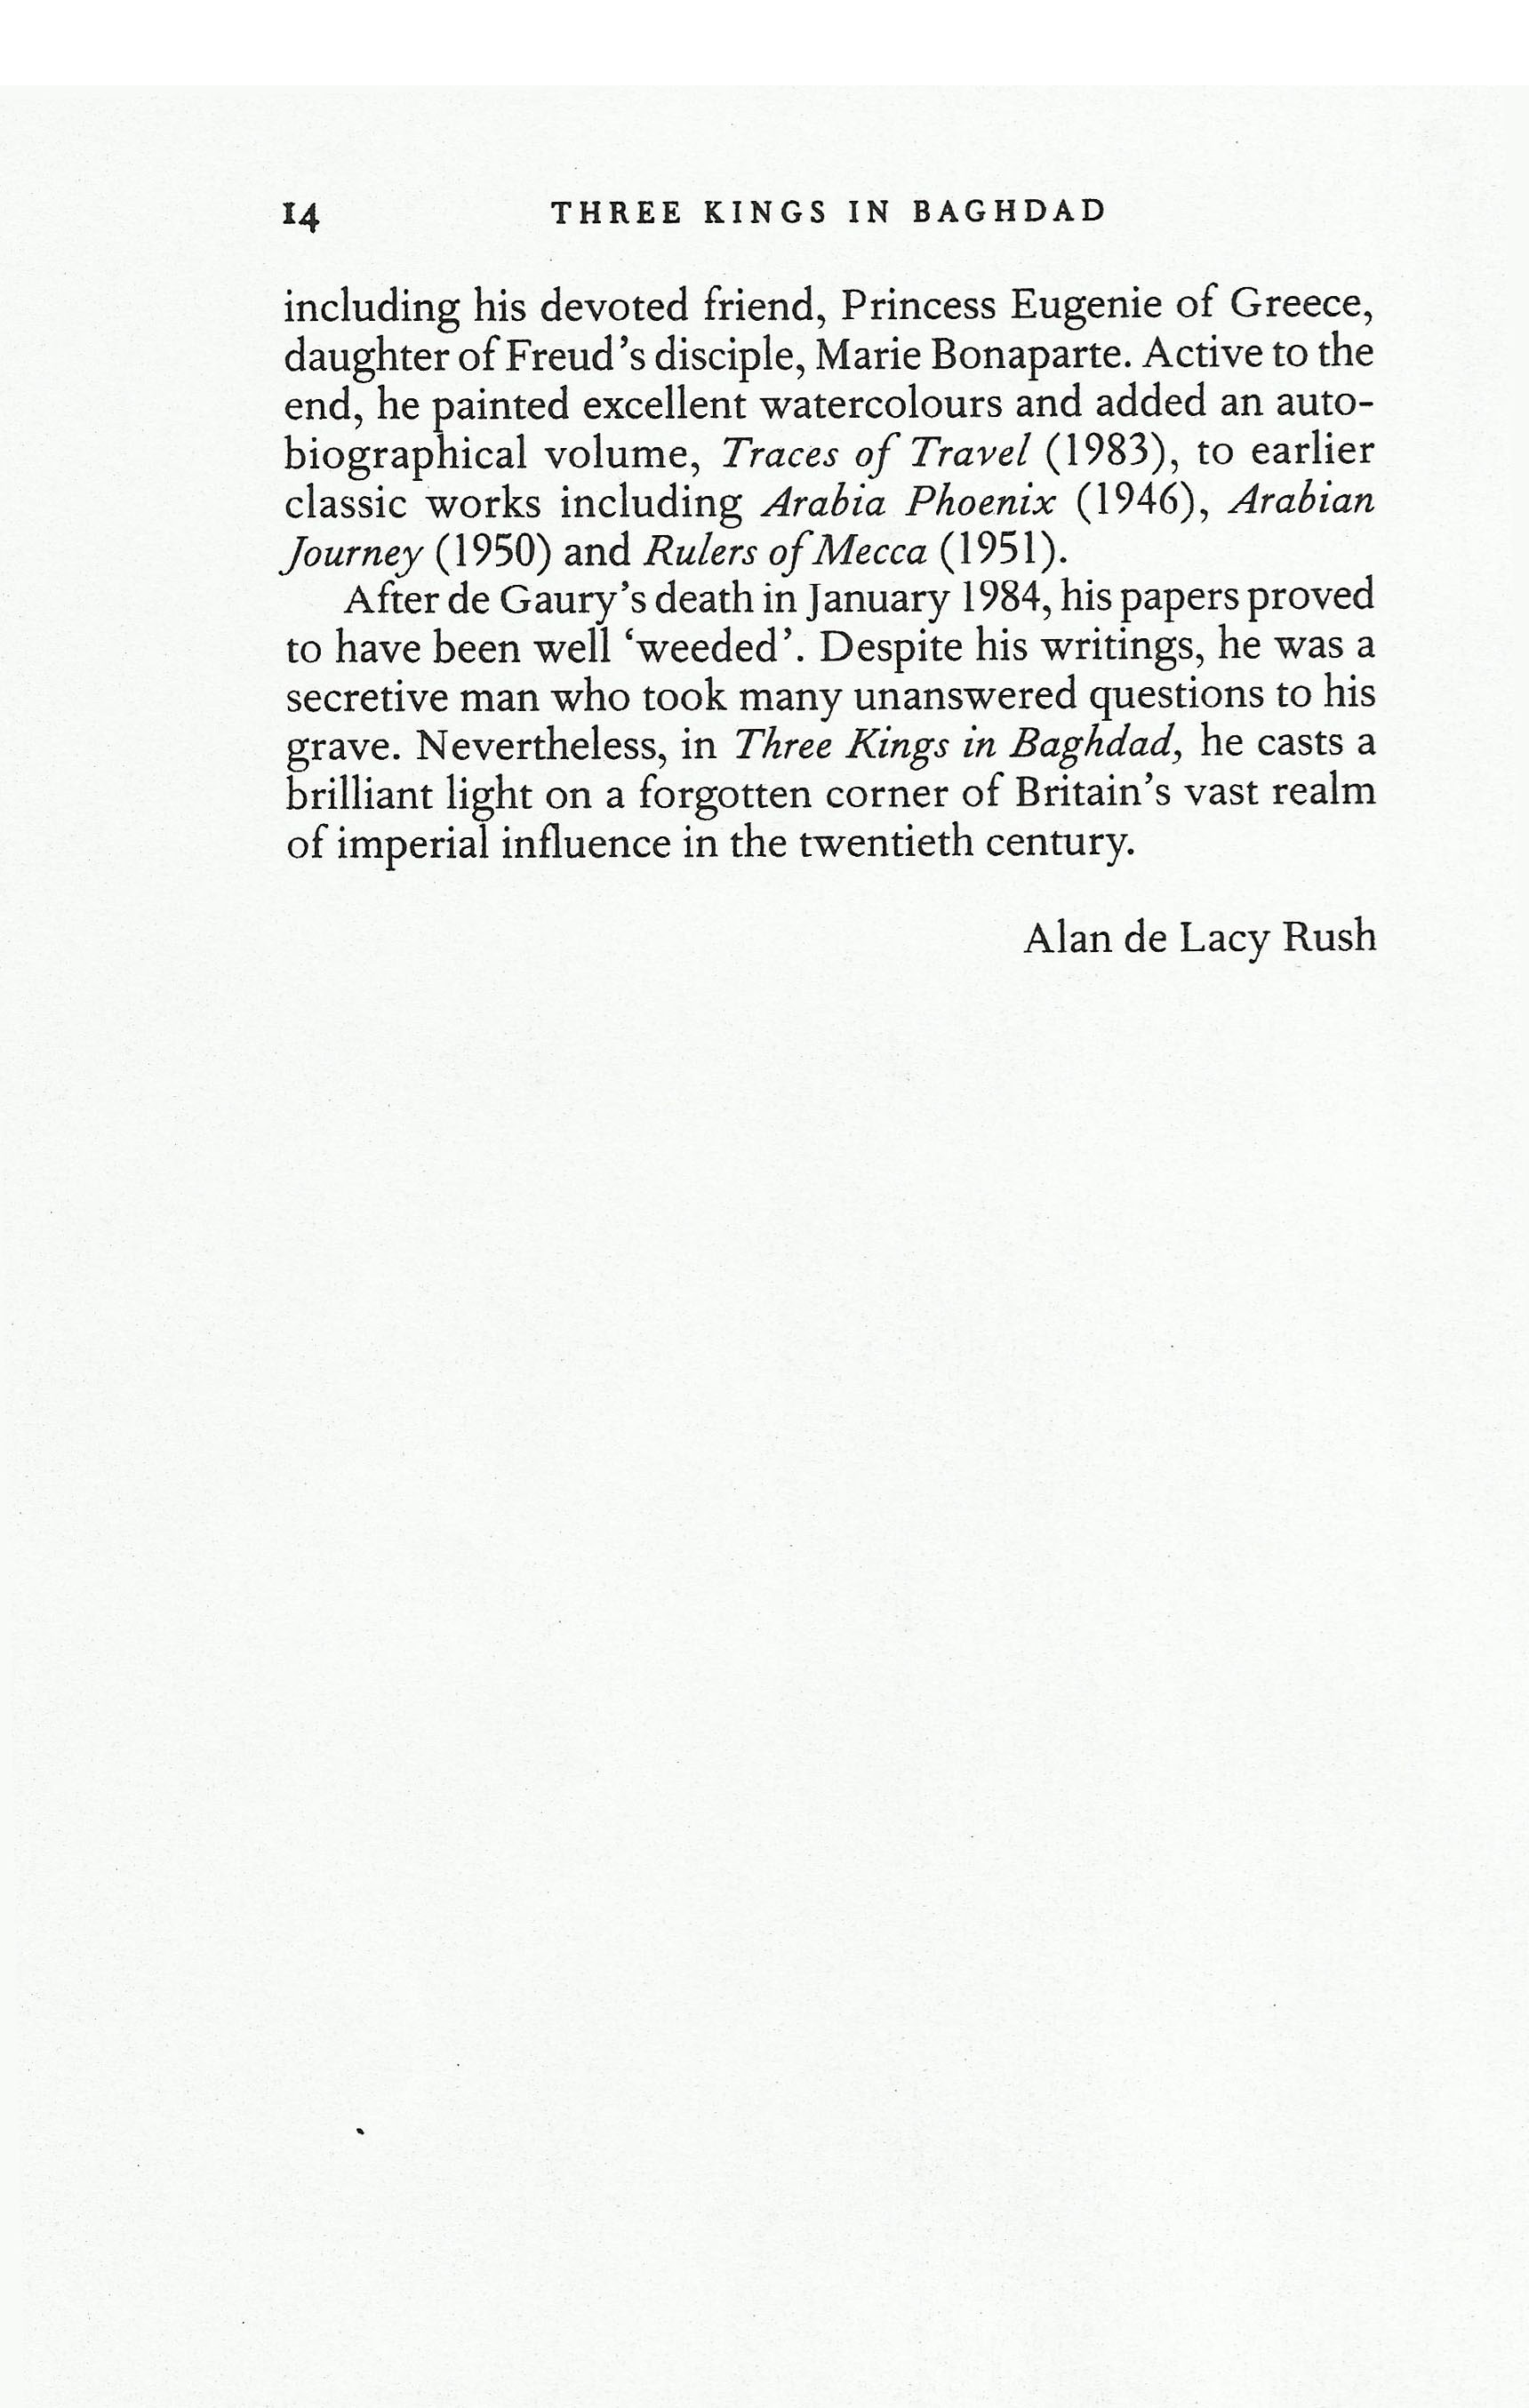 14 THREE KINGS IN BAGHDAD
including his devoted friend, Princess Eugenie of Greece,
daughter of Freud’s disciple, Marie Bonaparte. Active to the
end, he painted excellent watercolours and added an auto-
biographical volume, Traces of Travel (1983), to earlier
classic works including Arabia Phoenix (1946), Arabian
Journey (1950) and Rulers of Mecca (1951).
After de Gaury’s death in January 1984, his papers proved
to have been well ‘weeded’. Despite his writings, he was a
secretive man who took many unanswered questions to his
grave. Nevertheless, in Three Kings in Baghdad, he casts a
brilliant light on a forgotten corner of Britain’s vast realm
of imperial influence in the twentieth century.
Alan de Lacy Rush